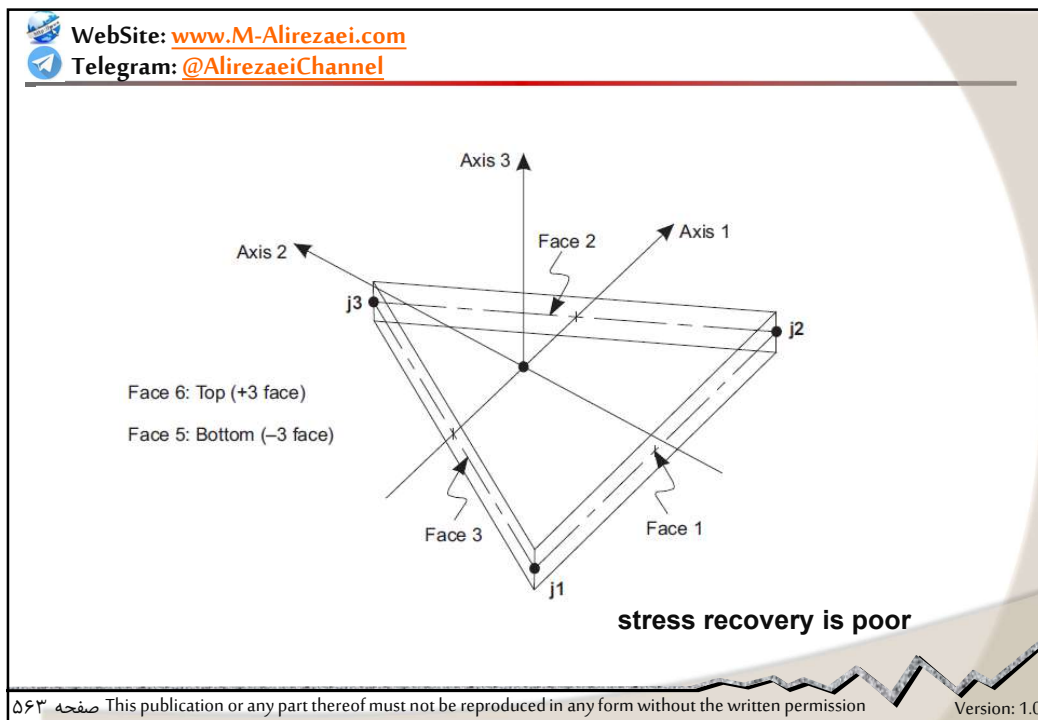 WebSite: www.M-Alirezaei.com
Telegram: @AlirezaeiChannel
Axis 3
Axis 1
Face 2
Axis 2
j3
j2
Face 6: Top (+3 face)
Face 5: Bottom (–3 face)
Face 3
Face 1
j1
stress recovery is poor
صفحه ۵۶۳ This publication or any part thereof must not be reproduced in any form without the written permission Version: 1.0